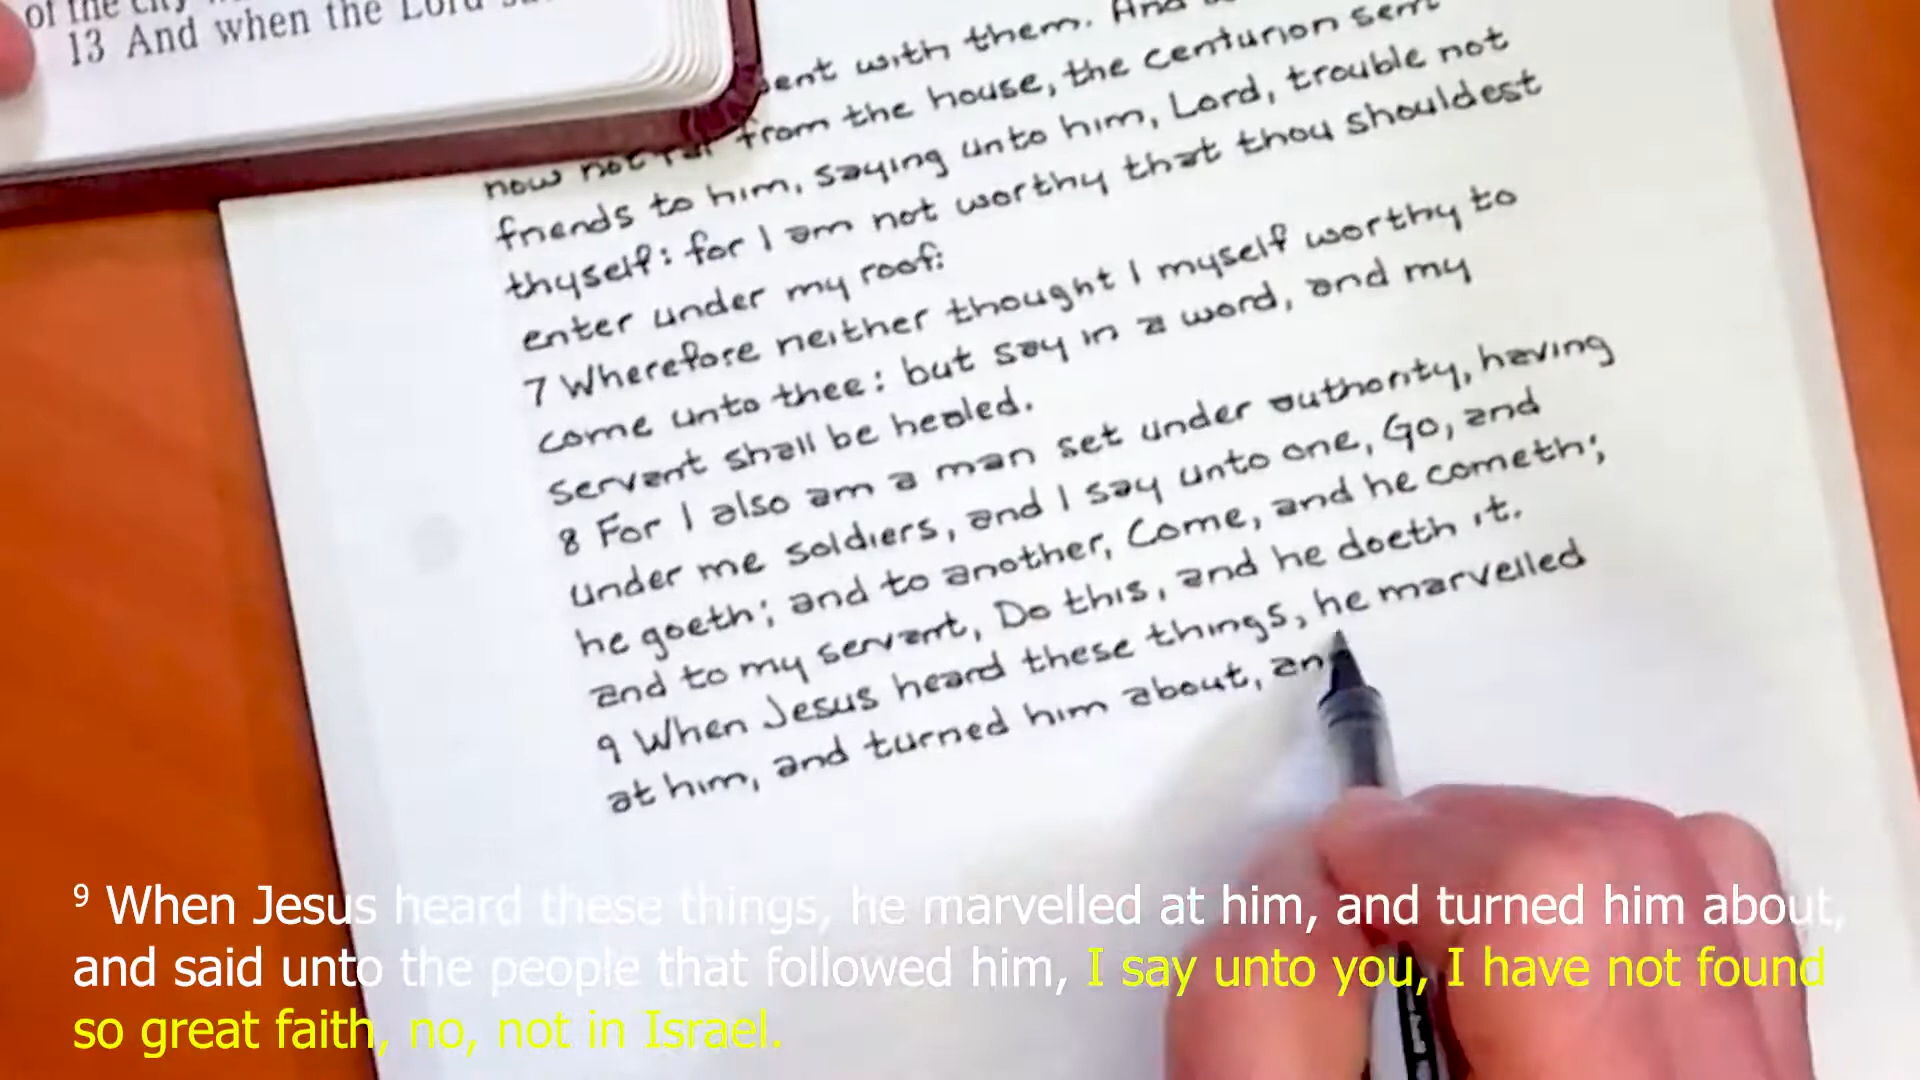 of the city
13 And when the Lord
sent with them. And
now not far from the house, the centurion sent
friends to him, saying unto him, Lord, trouble not
thyself: for I am not worthy that thou shouldest
enter under my roof:
7 Wherefore neither thought I myself worthy to
come unto thee: but say in a word, and my
servant shall be healed.
8 For I also am a man set under authority, having
under me soldiers, and I say unto one, Go, and
he goeth; and to another, Come, and he cometh;
and to my servant, Do this, and he doeth it.
9 When Jesus heard these things, he marvelled
at him, and turned him about, an
9 When Jesus heard these things, he marvelled at him, and turned him about,
and said unto the people that followed him, I say unto you, I have not found
so great faith, no, not in Israel.